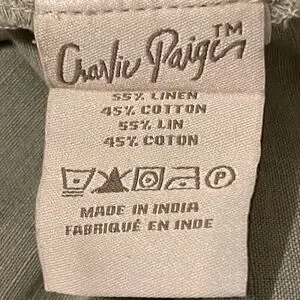 Charlie Paige™
55% LINEN
45% COTTON
55% LIN
45% COTON
P
MADE IN INDIA
FABRIQUÉ EN INDE